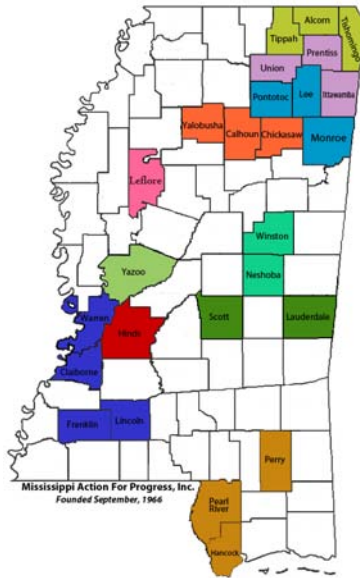 Alcorn
Tippah
Tishomingo
Prentiss
Union
Lee
Ittawamba
Pontotoc
Yalobusha
Calhoun
Chickasaw
Monroe
Leflore
Winston
Yazoo
Neshoba
Warren
Hinds
Scott
Lauderdale
Claiborne
Franklin
Lincoln
Perry
Mississippi Action For Progress, Inc.
Founded September, 1966
Pearl
River
Hancock